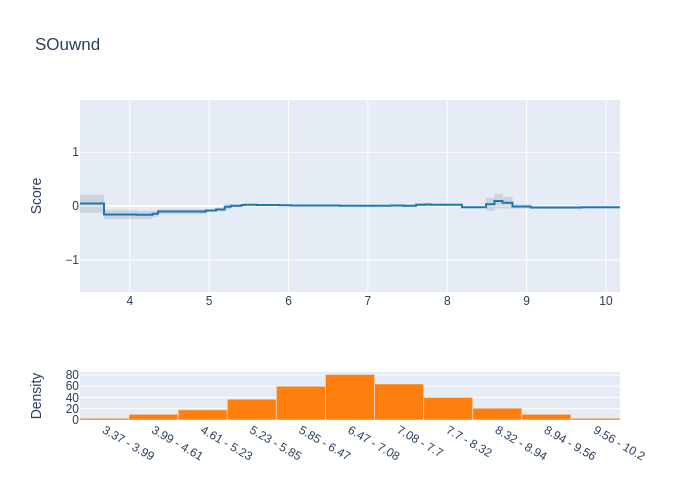 SOuwnd
Score
1
0
−1
4 5 6 7 8 9 10
Density
80
60
40
20
0
3.37 - 3.99
3.99 - 4.61
4.61 - 5.23
5.23 - 5.85
5.85 - 6.47
6.47 - 7.08
7.08 - 7.7
7.7 - 8.32
8.32 - 8.94
8.94 - 9.56
9.56 - 10.2